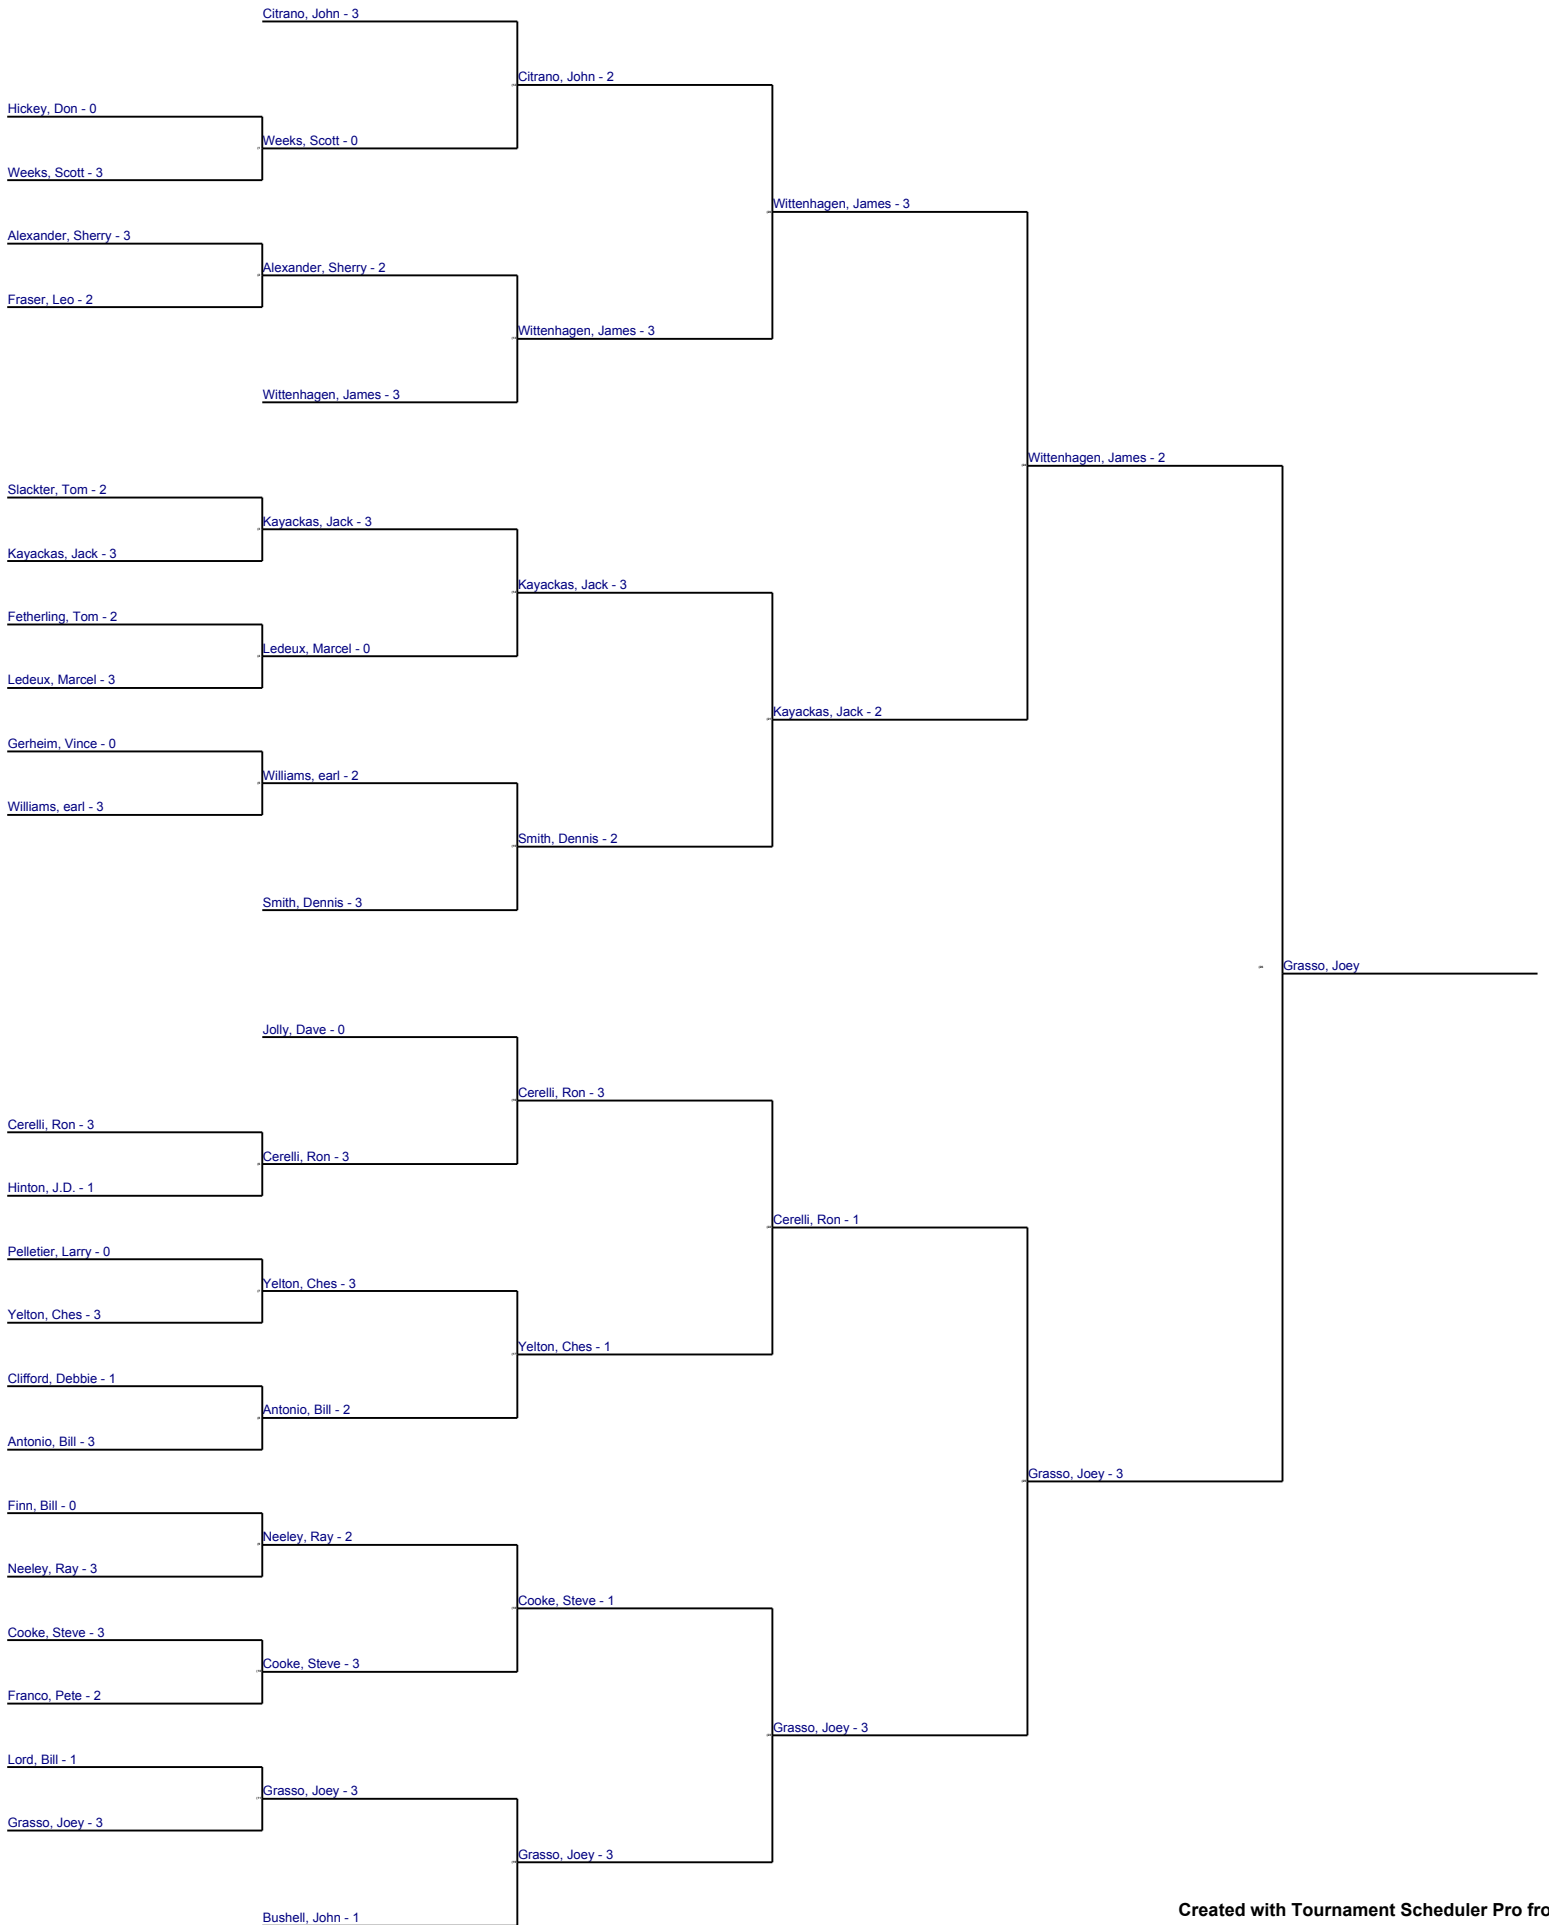 Citrano, John - 3
Citrano, John - 2
Hickey, Don - 0
Weeks, Scott - 0
Weeks, Scott - 3
Wittenhagen, James - 3
Alexander, Sherry - 3
Alexander, Sherry - 2
Fraser, Leo - 2
Wittenhagen, James - 3
Wittenhagen, James - 3
Wittenhagen, James - 2
Slackter, Tom - 2
Kayackas, Jack - 3
Kayackas, Jack - 3
Kayackas, Jack - 3
Fetherling, Tom - 2
Ledeux, Marcel - 0
Ledeux, Marcel - 3
Kayackas, Jack - 2
Gerheim, Vince - 0
Williams, earl - 2
Williams, earl - 3
Smith, Dennis - 2
Smith, Dennis - 3
Grasso, Joey
Jolly, Dave - 0
Cerelli, Ron - 3
Cerelli, Ron - 3
Cerelli, Ron - 3
Hinton, J.D. - 1
Cerelli, Ron - 1
Pelletier, Larry - 0
Yelton, Ches - 3
Yelton, Ches - 3
Yelton, Ches - 1
Clifford, Debbie - 1
Antonio, Bill - 2
Antonio, Bill - 3
Grasso, Joey - 3
Finn, Bill - 0
Neeley, Ray - 2
Neeley, Ray - 3
Cooke, Steve - 1
Cooke, Steve - 3
Cooke, Steve - 3
Franco, Pete - 2
Grasso, Joey - 3
Lord, Bill - 1
Grasso, Joey - 3
Grasso, Joey - 3
Grasso, Joey - 3
Bushell, John - 1
Created with Tournament Scheduler Pro fro